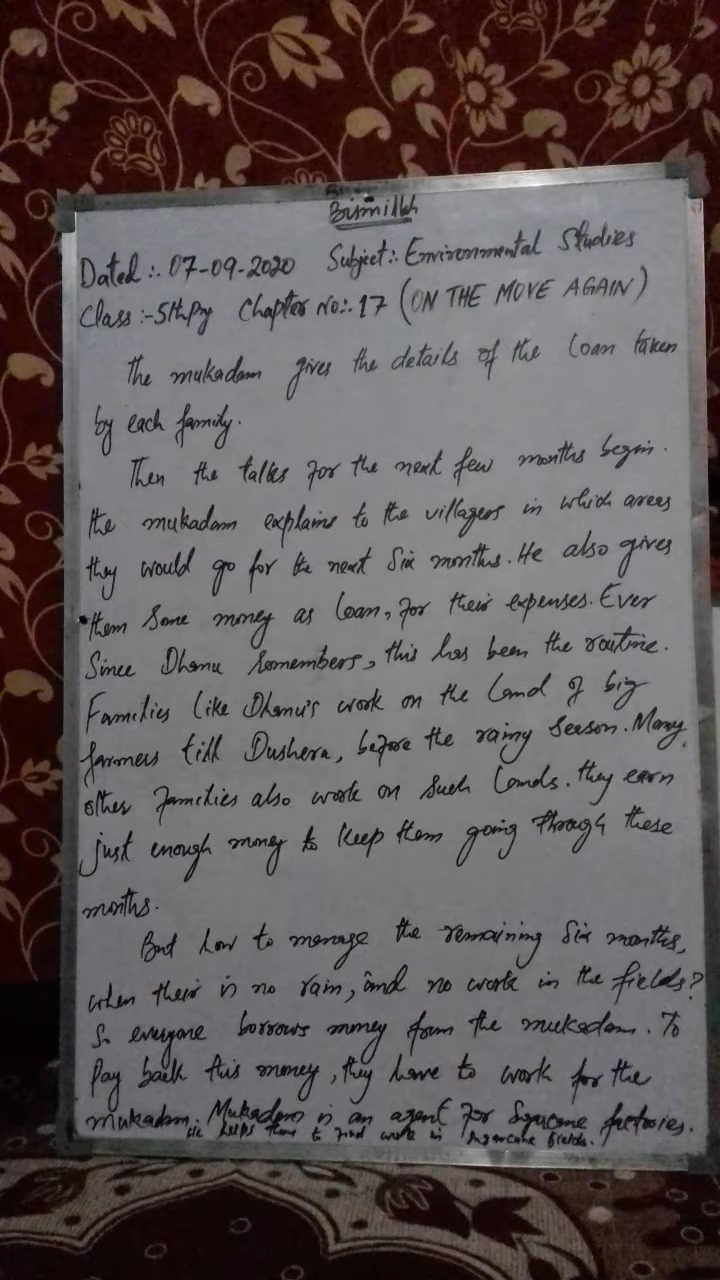 Bismillh
Dated :. 07-09-2020 Subject:. Environmental Studies
Class :- 5th Pry Chapter No:. 17 (ON THE MOVE AGAIN)
The mukadam gives the details of the loan taken
by each family.
Then the talks for the next few months begin.
the mukadam explains to the villagers in which areas
they would go for the next Six months. He also gives
them some money as loan, for their expenses. Ever
Since Dhanu remembers, this has been the routine.
Families like Dhanu's work on the land of big
farmers till Dushera, before the rainy season. Many
other families also work on such lands. they earn
just enough money to keep them going through these
months.
But how to manage the remaining Six months,
when their is no rain, and no work in the fields?
So everyone borrows money from the mukadam. To
Pay back this money, they have to work for the
mukadam. Mukadam is an agent for Sugrcane factories.
He helps them to find work in Sugarcane fields.